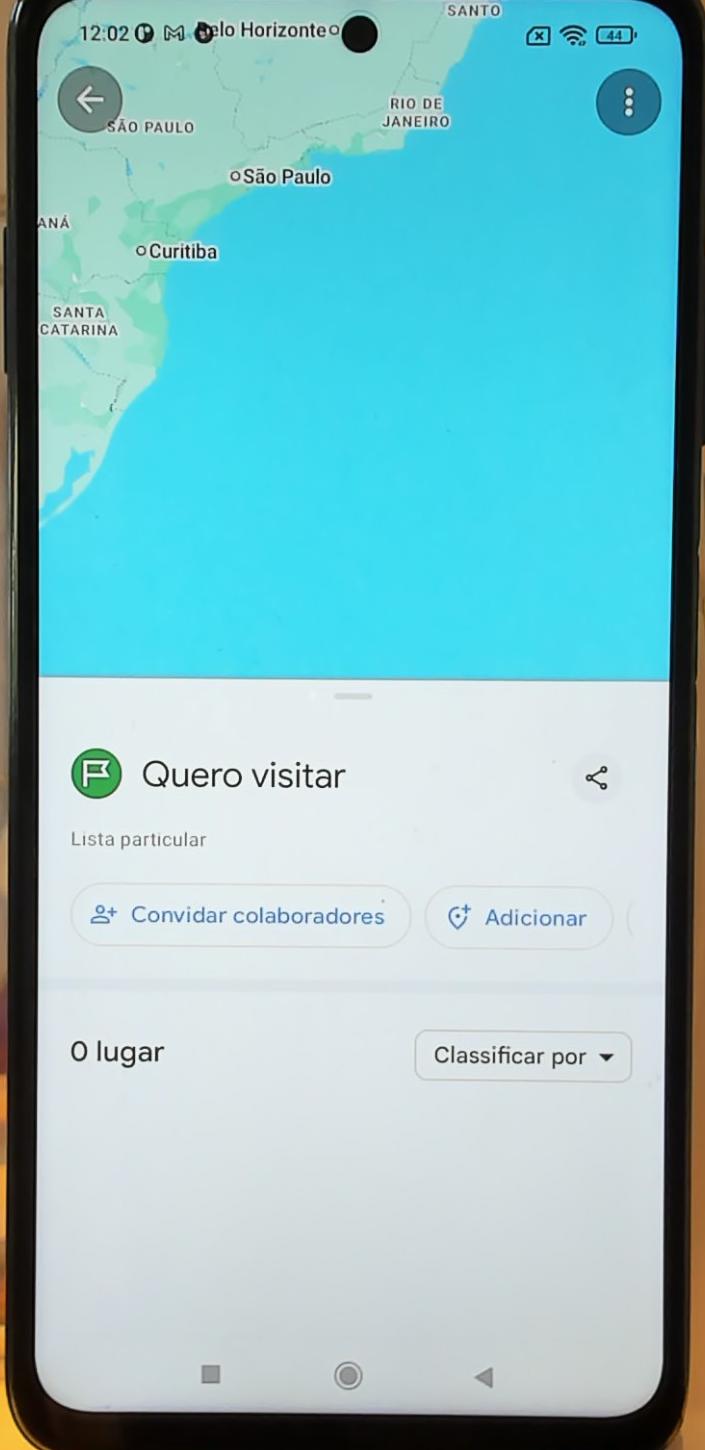 12:02
44
elo Horizonte
SANTO
RIO DE
JANEIRO
SÃO PAULO
São Paulo
ANÁ
Curitiba
SANTA
CATARINA
Quero visitar
Lista particular
Convidar colaboradores
Adicionar
0 lugar
Classificar por